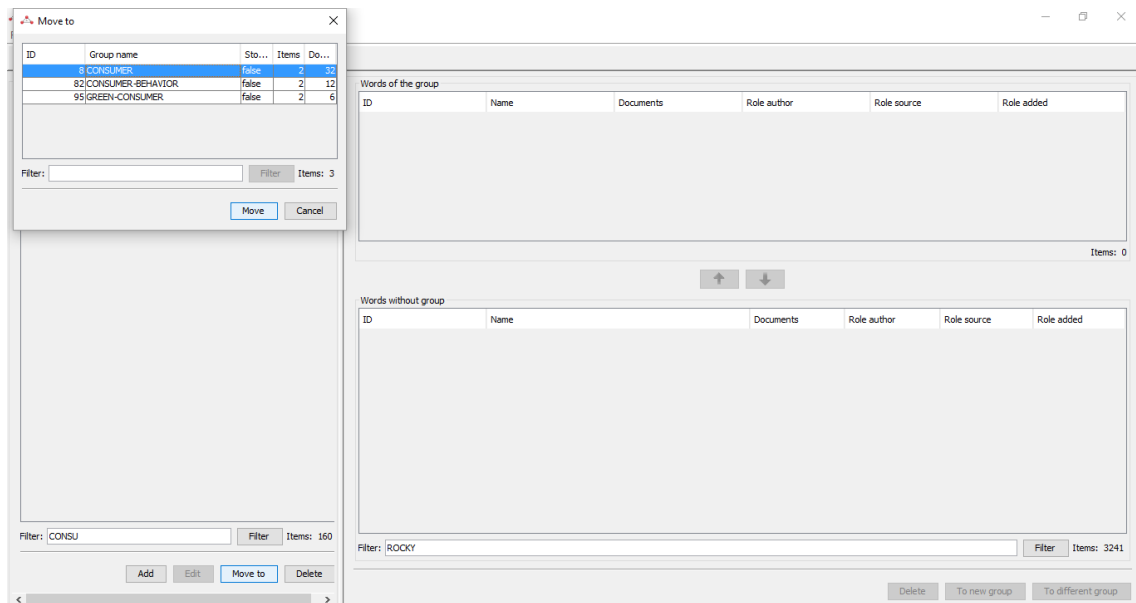 Move to
ID Group name Sto... Items Do...
8 CONSUMER false 2 32
82 CONSUMER-BEHAVIOR false 2 12
95 GREEN-CONSUMER false 2 6
Filter: Filter Items: 3
Move Cancel
Filter: CONSU Filter Items: 160
Add Edit Move to Delete
Words of the group
ID Name Documents Role author Role source Role added
Items: 0
Words without group
ID Name Documents Role author Role source Role added
Filter: ROCKY Filter Items: 3241
Delete To new group To different group